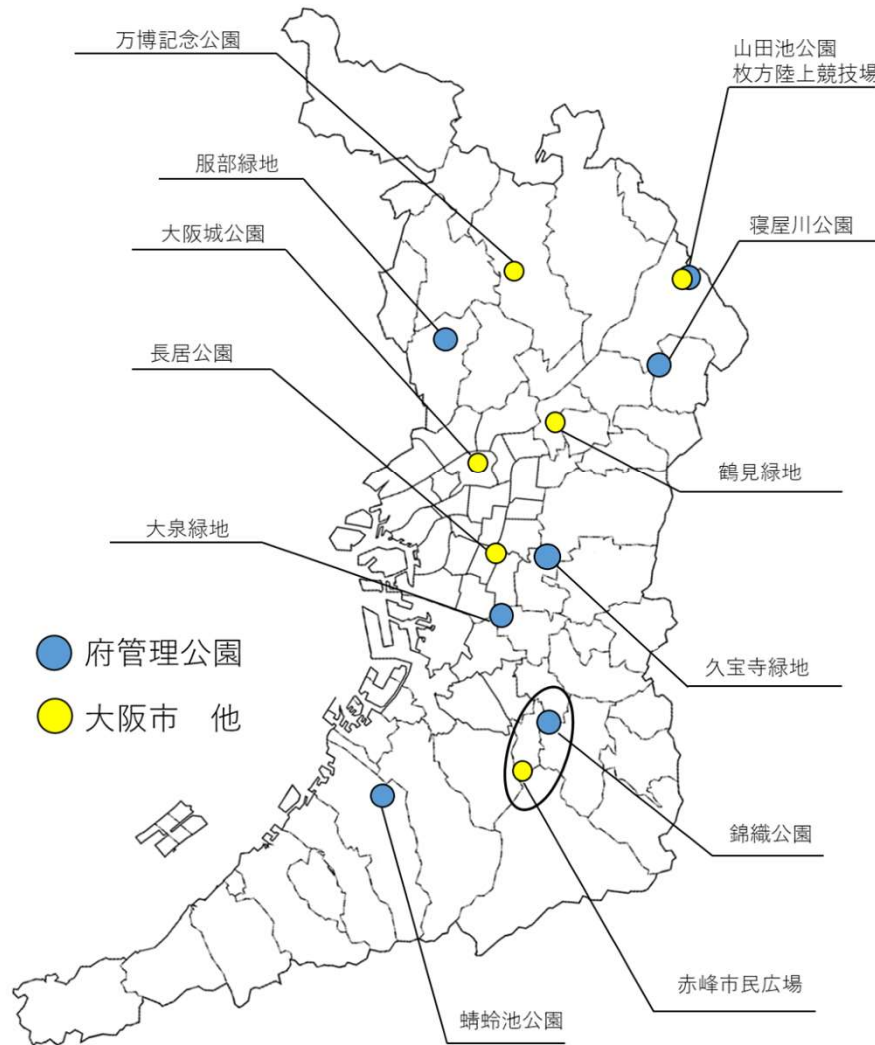 万博記念公園
山田池公園
枚方陸上競技場
服部緑地
寝屋川公園
大阪城公園
長居公園
鶴見緑地
大泉緑地
府管理公園
久宝寺緑地
大阪市　他
錦織公園
赤峰市民広場
蜻蛉池公園